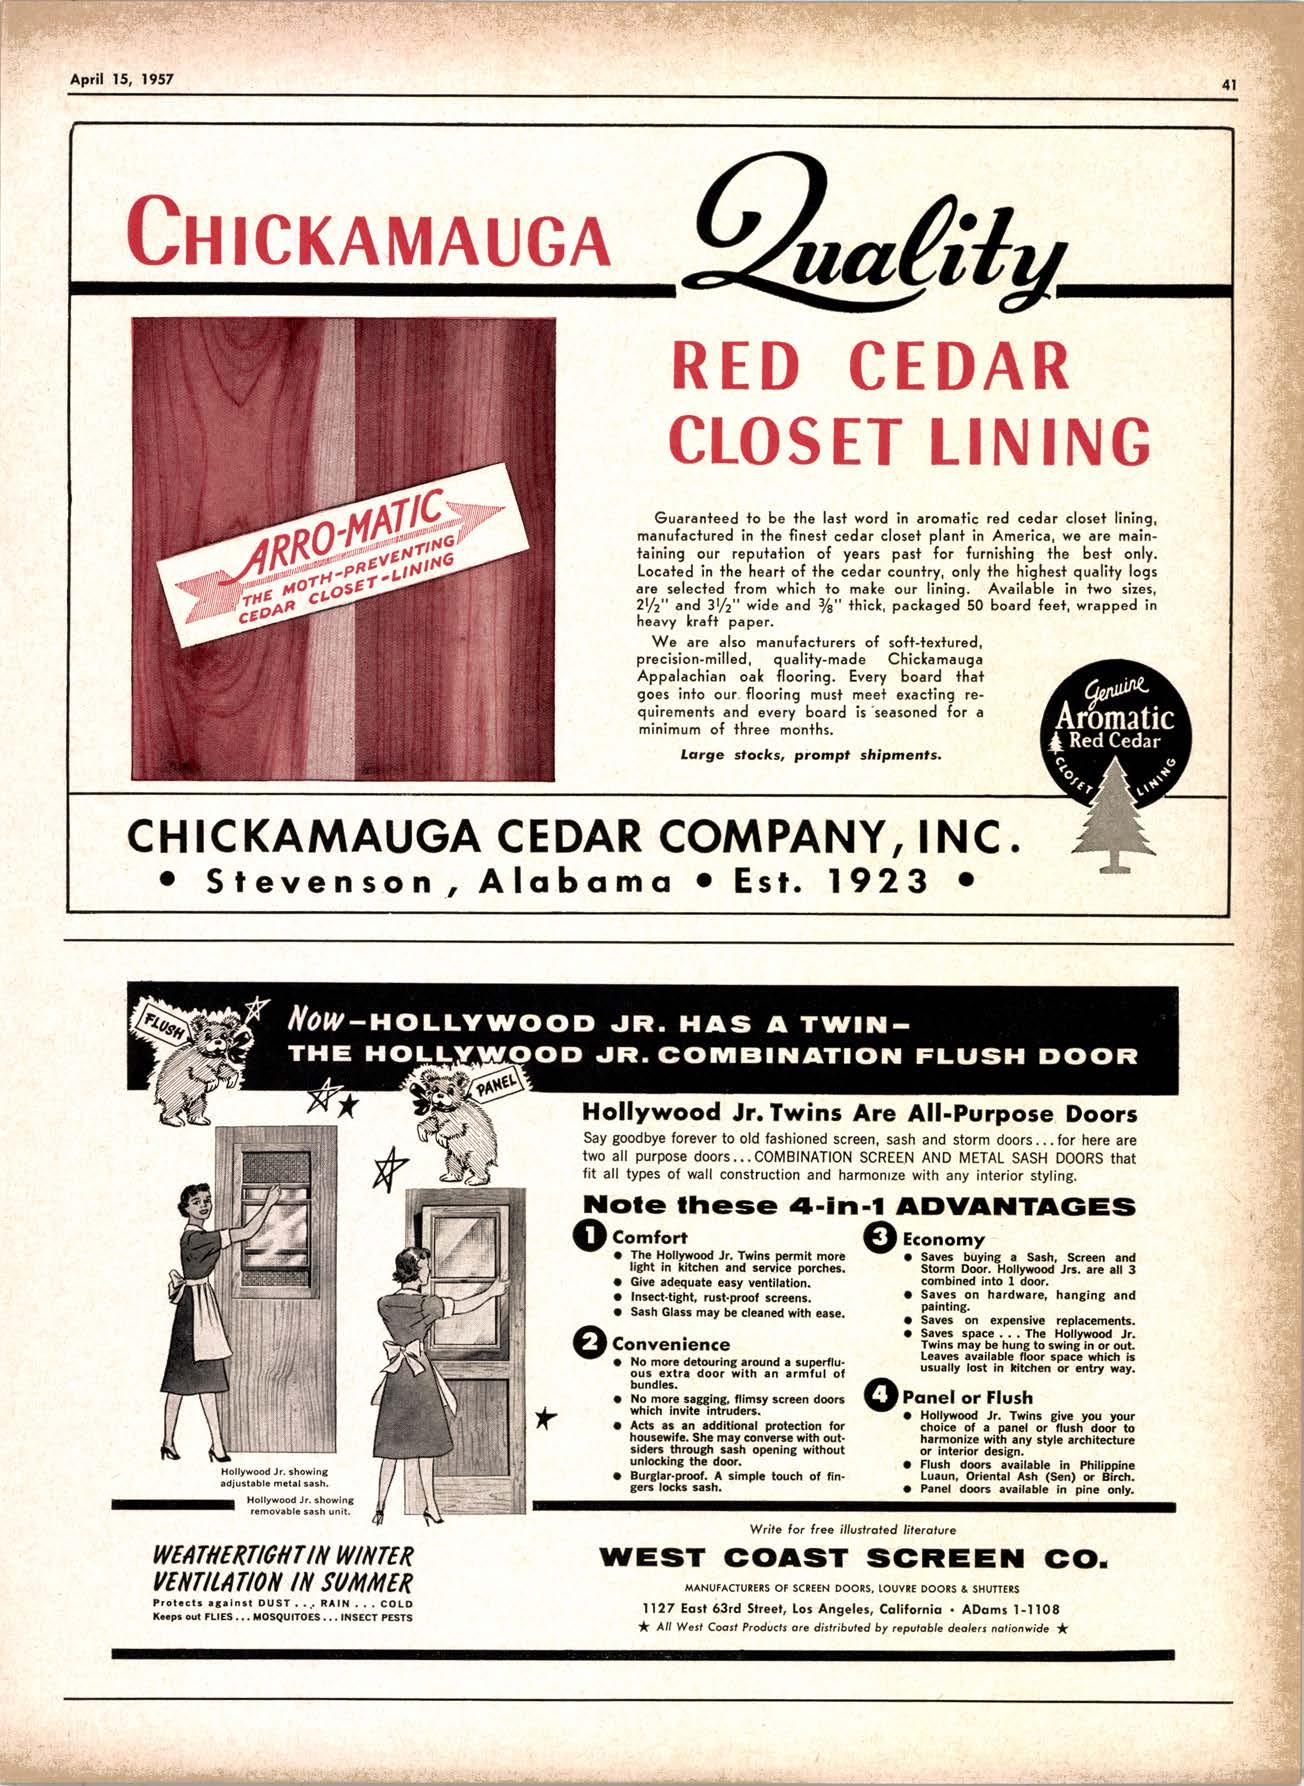 April 15, 1957
41
CHICKAMAUGA Quality
RED CEDAR
CLOSET LINING
ARRO-MATIC
THE MOTH-PREVENTING
CEDAR CLOSET-LINING
Guaranteed to be the last word in aromatic red cedar closet lining,
manufactured in the finest cedar closet plant in America, we are main-
taining our reputation of years past for furnishing the best only.
Located in the heart of the cedar country, only the highest quality logs
are selected from which to make our lining. Available in two sizes,
2½" and 3½" wide and ⅜" thick, packaged 50 board feet, wrapped in
heavy kraft paper.
We are also manufacturers of soft-textured,
precision-milled, quality-made Chickamauga
Appalachian oak flooring. Every board that
goes into our flooring must meet exacting re-
quirements and every board is seasoned for a
minimum of three months.
Large stocks, prompt shipments.
Genuine
Aromatic
Red Cedar
CLOSET LINING
CHICKAMAUGA CEDAR COMPANY, INC.
• Stevenson, Alabama • Est. 1923 •
FLUSH
Now—HOLLYWOOD JR. HAS A TWIN—
THE HOLLYWOOD JR. COMBINATION FLUSH DOOR
PANEL
Hollywood Jr. Twins Are All-Purpose Doors
Say goodbye forever to old fashioned screen, sash and storm doors...for here are
two all purpose doors...COMBINATION SCREEN AND METAL SASH DOORS that
fit all types of wall construction and harmonize with any interior styling.
Note these 4-in-1 ADVANTAGES
1 Comfort
• The Hollywood Jr. Twins permit more
light in kitchen and service porches.
• Give adequate easy ventilation.
• Insect-tight, rust-proof screens.
• Sash Glass may be cleaned with ease.
2 Convenience
• No more detouring around a superflu-
ous extra door with an armful of
bundles.
• No more sagging, flimsy screen doors
which invite intruders.
• Acts as an additional protection for
housewife. She may converse with out-
siders through sash opening without
unlocking the door.
• Burglar-proof. A simple touch of fin-
gers locks sash.
3 Economy
• Saves buying a Sash, Screen and
Storm Door. Hollywood Jrs. are all 3
combined into 1 door.
• Saves on hardware, hanging and
painting.
• Saves on expensive replacements.
• Saves space . . . The Hollywood Jr.
Twins may be hung to swing in or out.
Leaves available floor space which is
usually lost in kitchen or entry way.
4 Panel or Flush
• Hollywood Jr. Twins give you your
choice of a panel or flush door to
harmonize with any style architecture
or interior design.
• Flush doors available in Philippine
Luaun, Oriental Ash (Sen) or Birch.
• Panel doors available in pine only.
Hollywood Jr. showing
adjustable metal sash.
Hollywood Jr. showing
removable sash unit.
WEATHERTIGHT IN WINTER
VENTILATION IN SUMMER
Protects against DUST . . . RAIN . . . COLD
Keeps out FLIES . . . MOSQUITOES . . . INSECT PESTS
Write for free illustrated literature
WEST COAST SCREEN CO.
MANUFACTURERS OF SCREEN DOORS, LOUVRE DOORS & SHUTTERS
1127 East 63rd Street, Los Angeles, California • ADams 1-1108
★ All West Coast Products are distributed by reputable dealers nationwide ★